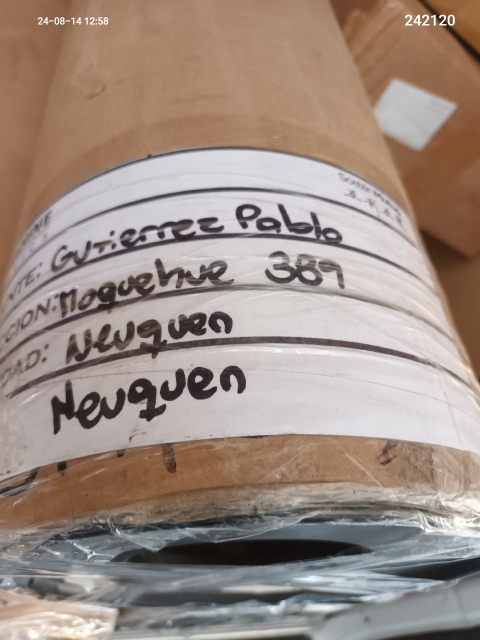 24-08-14 12:58
242120
NTE: Gutierrez Pablo
CION: Moquehue 389
DAD: Neuquen
Neuquen